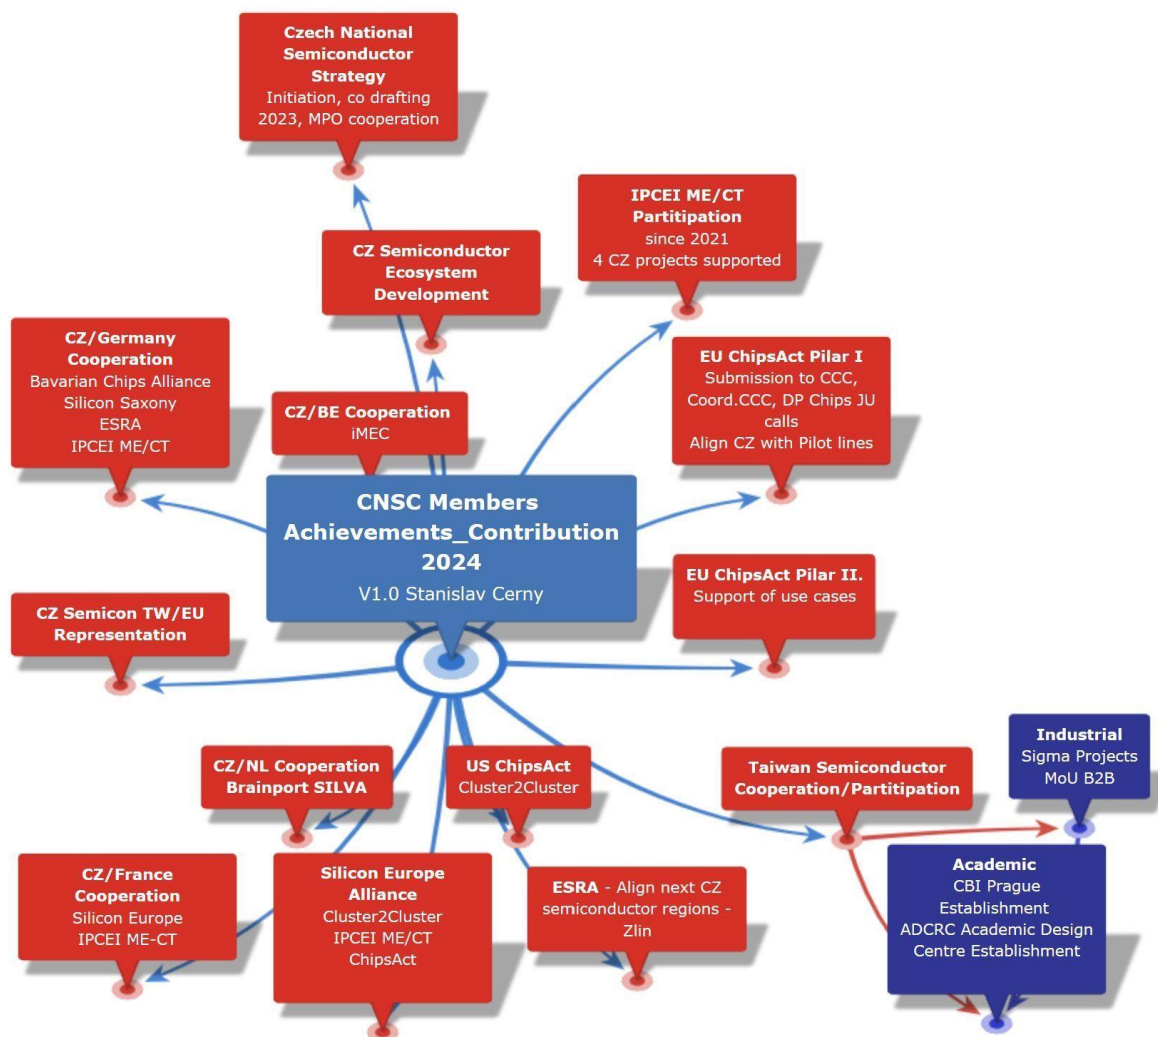 Czech National
Semiconductor
Strategy
Initiation, co drafting
2023, MPO cooperation
IPCEI ME/CT
Partitipation
since 2021
4 CZ projects supported
CZ Semiconductor
Ecosystem
Development
CZ/Germany
Cooperation
Bavarian Chips Alliance
Silicon Saxony
ESRA
IPCEI ME/CT
CZ/BE Cooperation
iMEC
EU ChipsAct Pilar I
Submission to CCC,
Coord.CCC, DP Chips JU
calls
Align CZ with Pilot lines
CNSC Members
Achievements_Contribution
2024
V1.0 Stanislav Cerny
EU ChipsAct Pilar II.
Support of use cases
CZ Semicon TW/EU
Representation
CZ/NL Cooperation
Brainport SILVA
US ChipsAct
Cluster2Cluster
Taiwan Semiconductor
Cooperation/Partitipation
Industrial
Sigma Projects
MoU B2B
CZ/France
Cooperation
Silicon Europe
IPCEI ME-CT
Silicon Europe
Alliance
Cluster2Cluster
IPCEI ME/CT
ChipsAct
ESRA - Align next CZ
semiconductor regions -
Zlin
Academic
CBI Prague
Establishment
ADCRC Academic Design
Centre Establishment